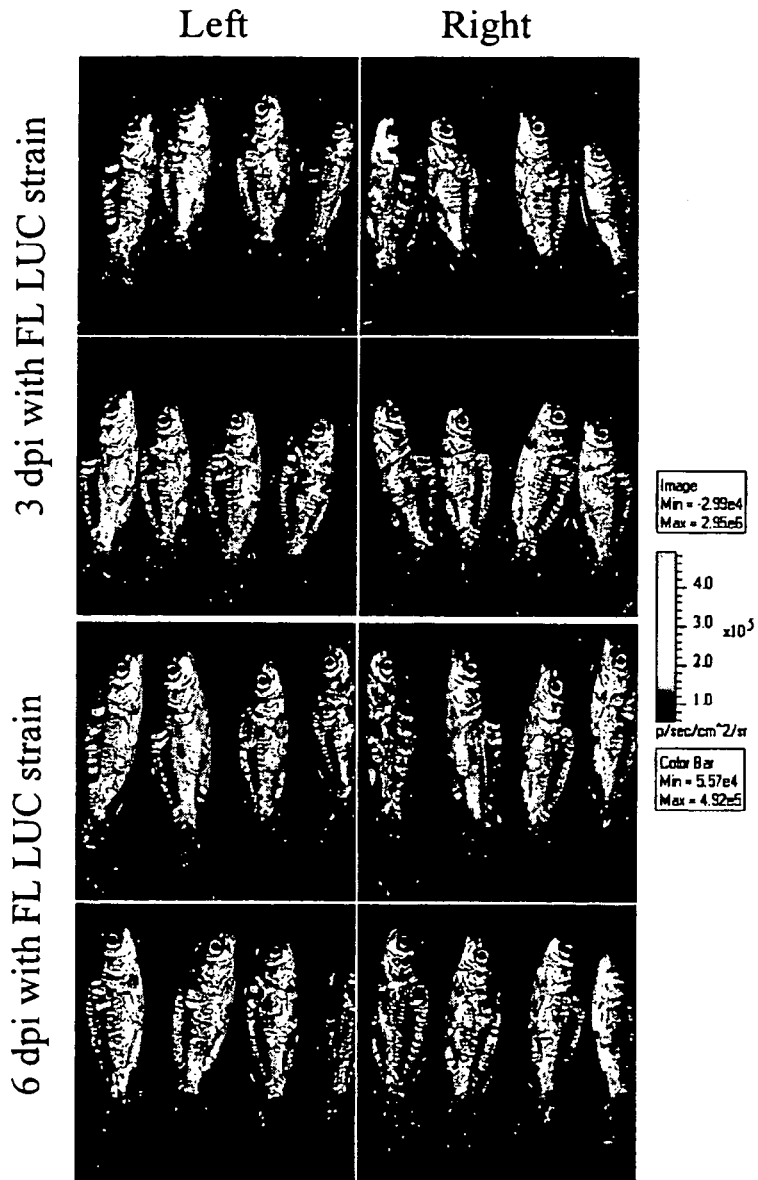 Left
Right
3 dpi with FL LUC strain
6 dpi with FL LUC strain
Image
Min = -2.99e4
Max = 2.95e6
4.0
3.0
x10^5
2.0
1.0
p/sec/cm^2/sr
Color Bar
Min = 5.57e4
Max = 4.92e5